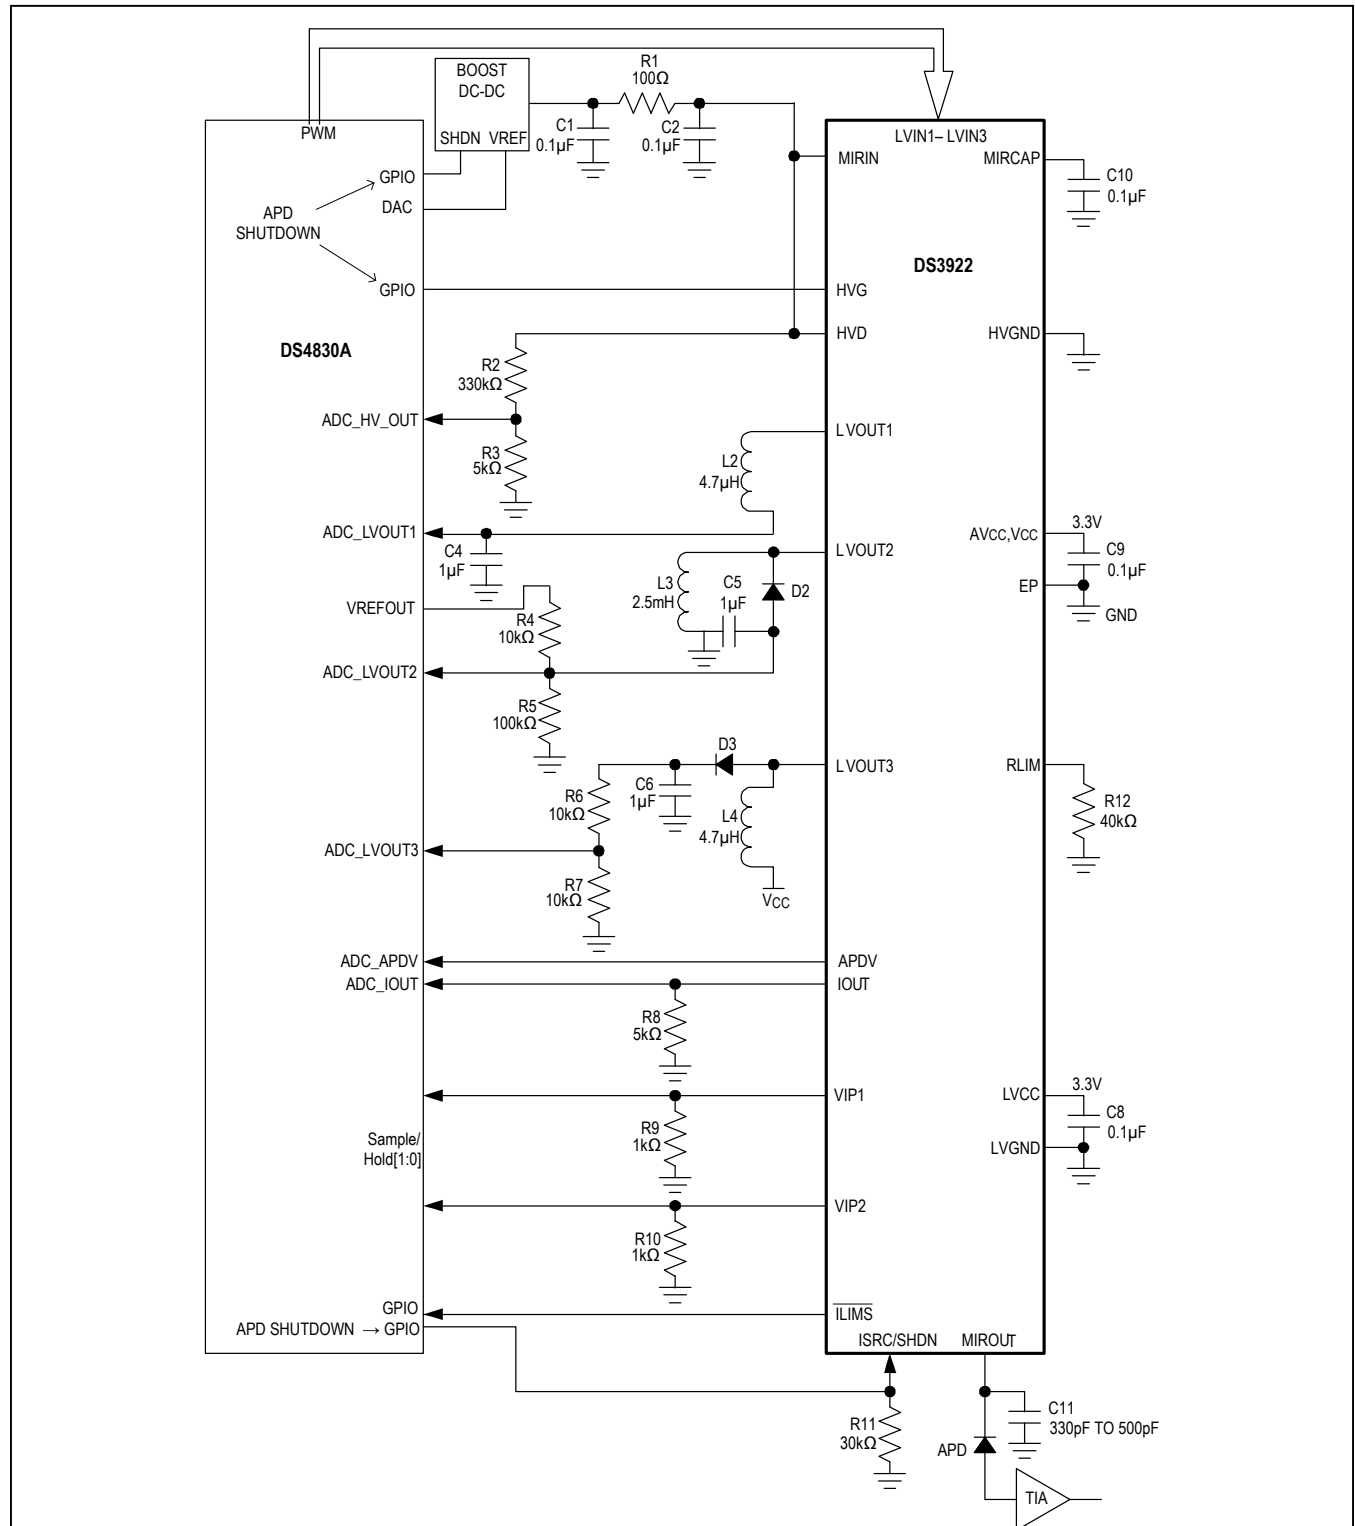 BOOST
DC-DC
SHDN VREF
R1
100Ω
C1
0.1µF
C2
0.1µF
PWM
GPIO
DAC
APD
SHUTDOWN
GPIO
DS4830A
ADC_HV_OUT
ADC_LVOUT1
VREFOUT
ADC_LVOUT2
ADC_LVOUT3
ADC_APDV
ADC_IOUT
Sample/
Hold[1:0]
GPIO
APD SHUTDOWN → GPIO
R2
330kΩ
R3
5kΩ
L2
4.7µH
C4
1µF
L3
2.5mH
C5
1µF
D2
R4
10kΩ
R5
100kΩ
D3
C6
1µF
R6
10kΩ
L4
4.7µH
VCC
R7
10kΩ
R8
5kΩ
R9
1kΩ
R10
1kΩ
LVIN1– LVIN3
MIRIN
MIRCAP
DS3922
HVG
HVD
HVGND
LVOUT1
LVOUT2
AVCC,VCC
EP
LVOUT3
RLIM
APDV
IOUT
VIP1
LVCC
LVGND
VIP2
ILIMS
ISRC/SHDN
MIROUT
C10
0.1µF
3.3V
C9
0.1µF
GND
R12
40kΩ
3.3V
C8
0.1µF
R11
30kΩ
APD
C11
330pF TO 500pF
TIA